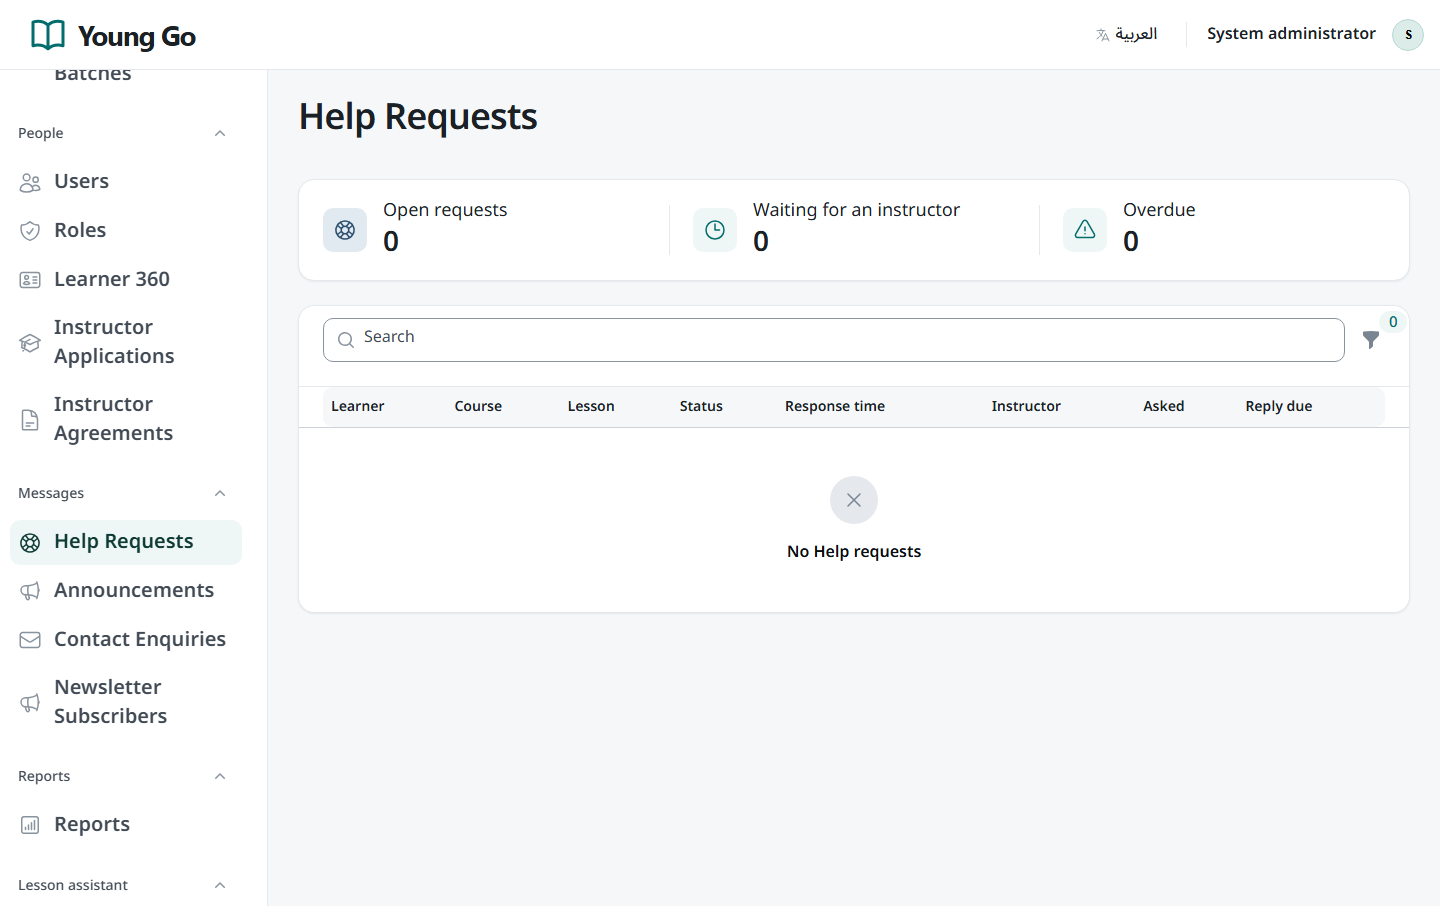 Young Go
العربية
System administrator
S
Batches
People
Users
Roles
Learner 360
Instructor
Applications
Instructor
Agreements
Messages
Help Requests
Announcements
Contact Enquiries
Newsletter
Subscribers
Reports
Reports
Lesson assistant
Help Requests
Open requests
0
Waiting for an instructor
0
Overdue
0
Search
0
Learner Course Lesson Status Response time Instructor Asked Reply due
No Help requests